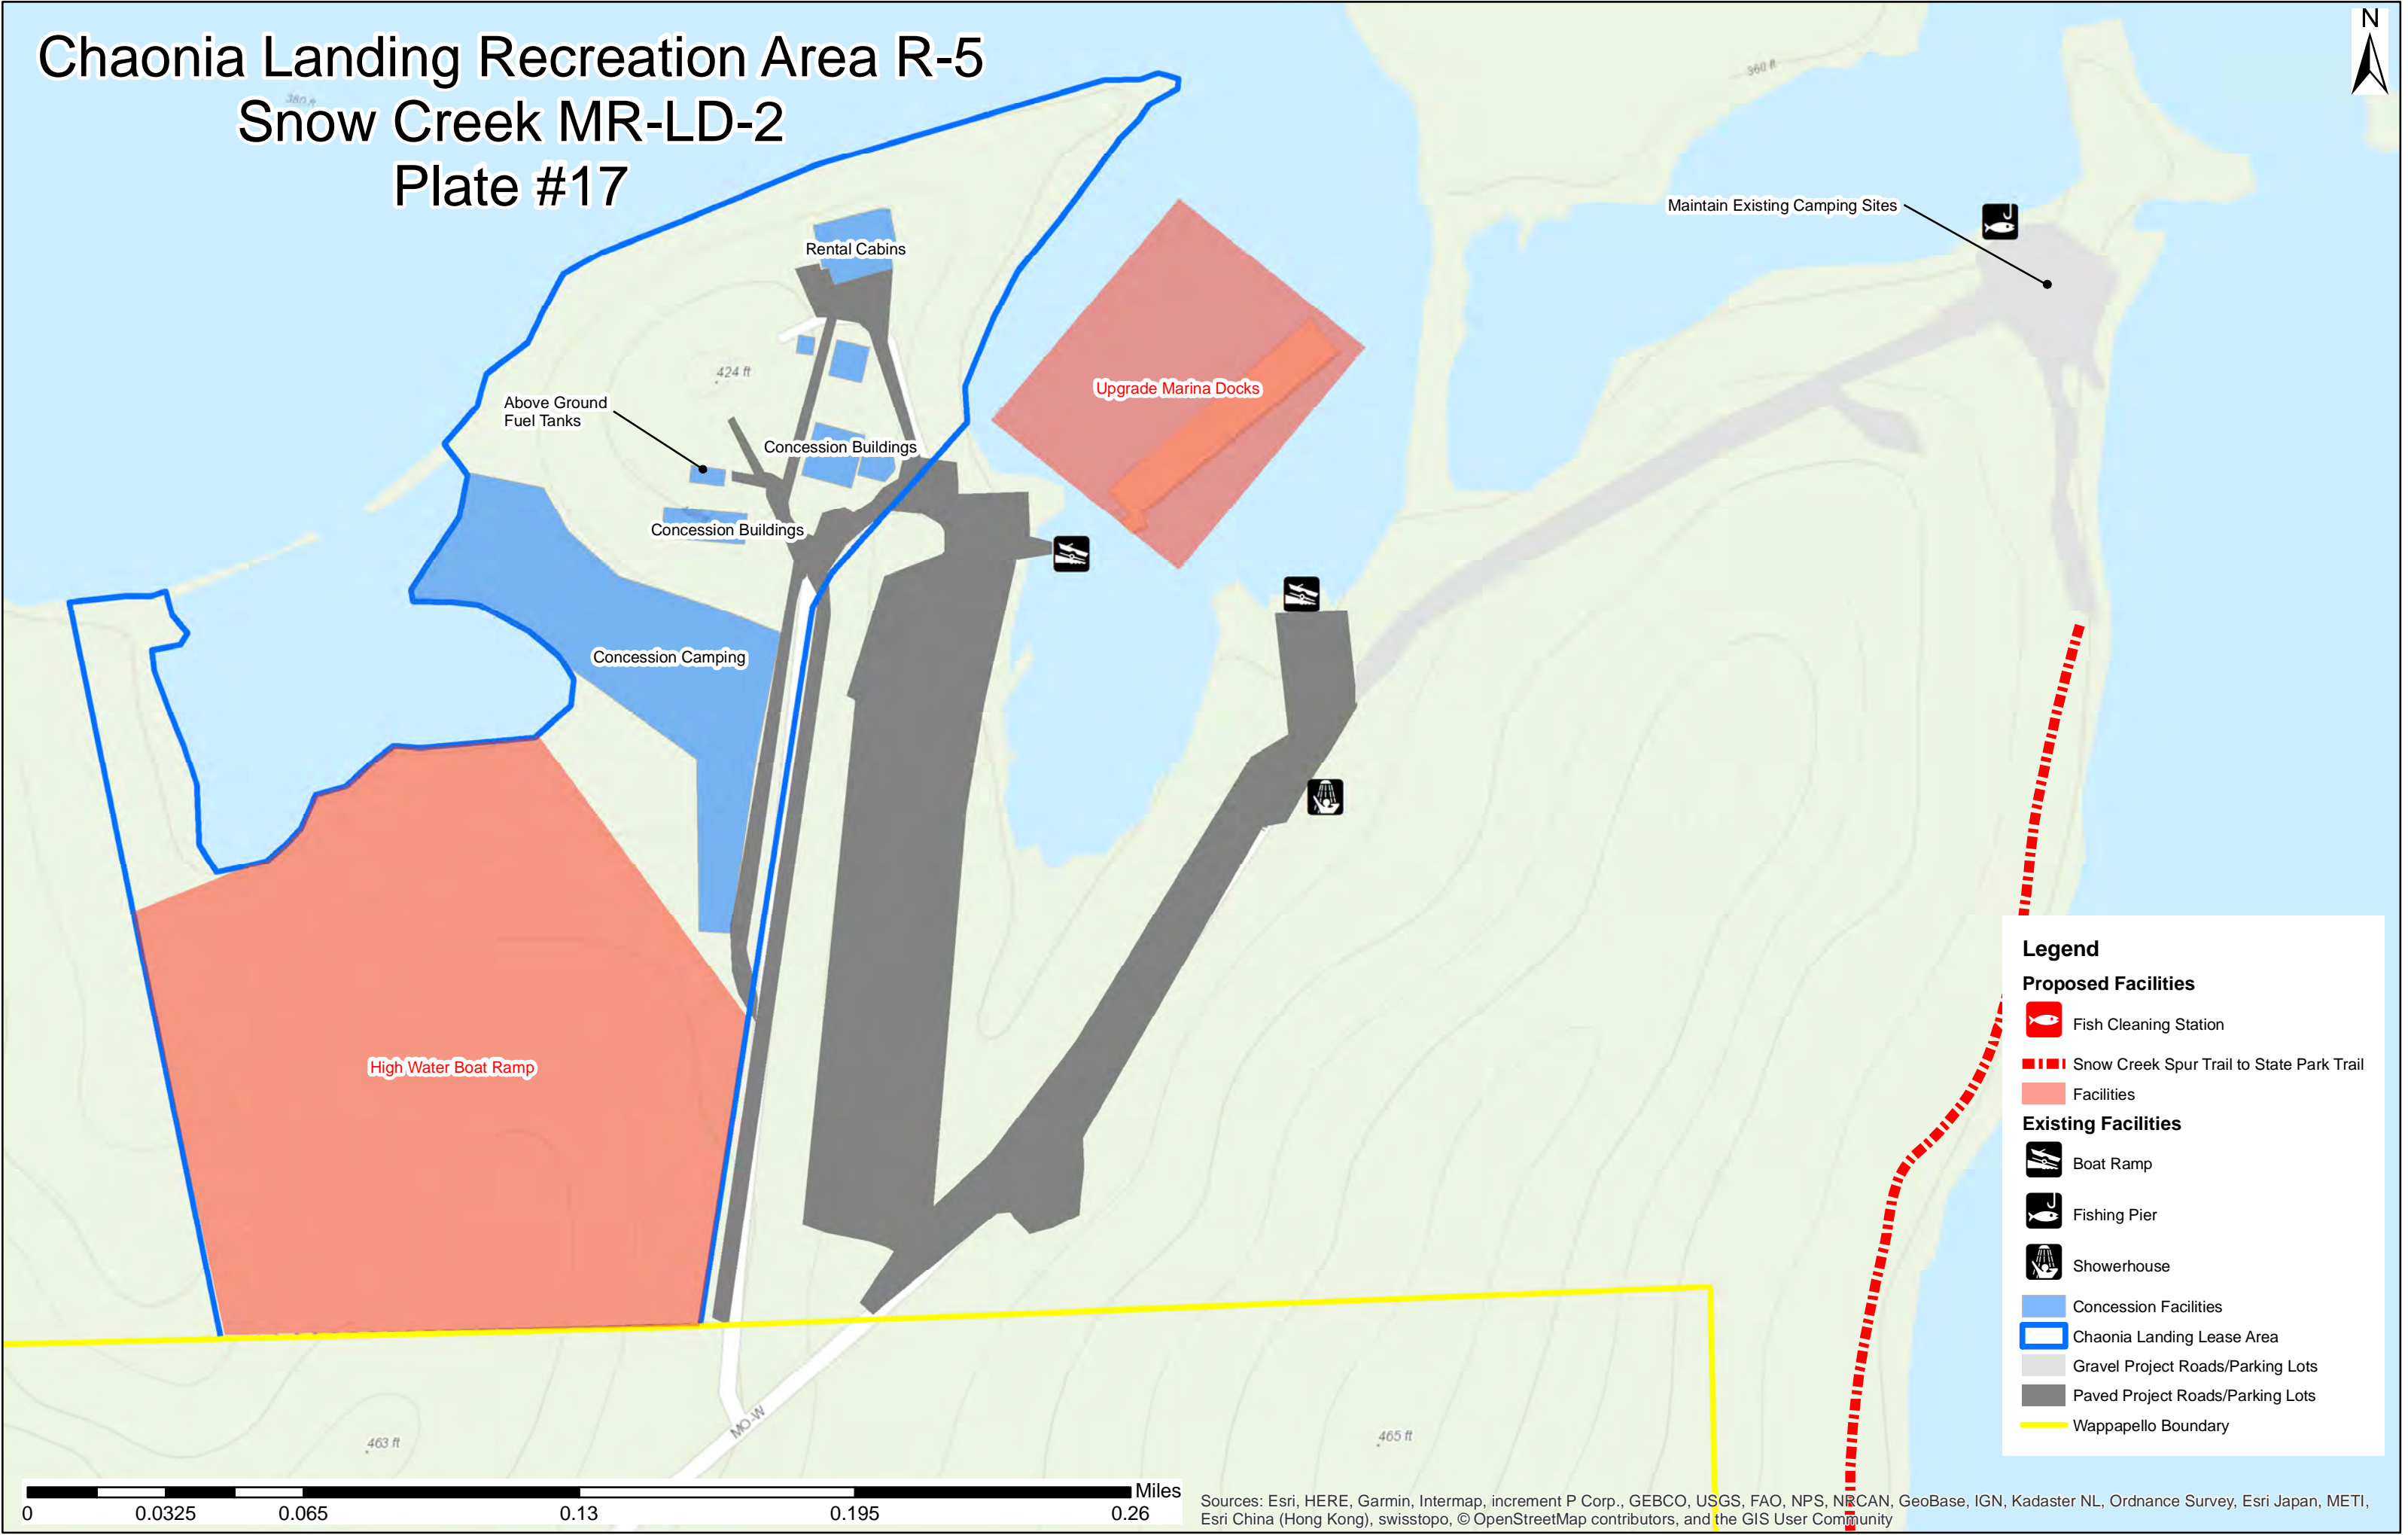 Chaonia Landing Recreation Area R-5
Snow Creek MR-LD-2
Plate #17
N
380 ft
360 ft
Maintain Existing Camping Sites
Rental Cabins
424 ft
Upgrade Marina Docks
Above Ground
Fuel Tanks
Concession Buildings
Concession Buildings
Concession Camping
High Water Boat Ramp
Legend
Proposed Facilities
Fish Cleaning Station
Snow Creek Spur Trail to State Park Trail
Facilities
Existing Facilities
Boat Ramp
Fishing Pier
Showerhouse
Concession Facilities
Chaonia Landing Lease Area
Gravel Project Roads/Parking Lots
Paved Project Roads/Parking Lots
Wappapello Boundary
MO-W
463 ft
465 ft
Miles
0 0.0325 0.065 0.13 0.195 0.26
Sources: Esri, HERE, Garmin, Intermap, increment P Corp., GEBCO, USGS, FAO, NPS, NRCAN, GeoBase, IGN, Kadaster NL, Ordnance Survey, Esri Japan, METI,
Esri China (Hong Kong), swisstopo, © OpenStreetMap contributors, and the GIS User Community